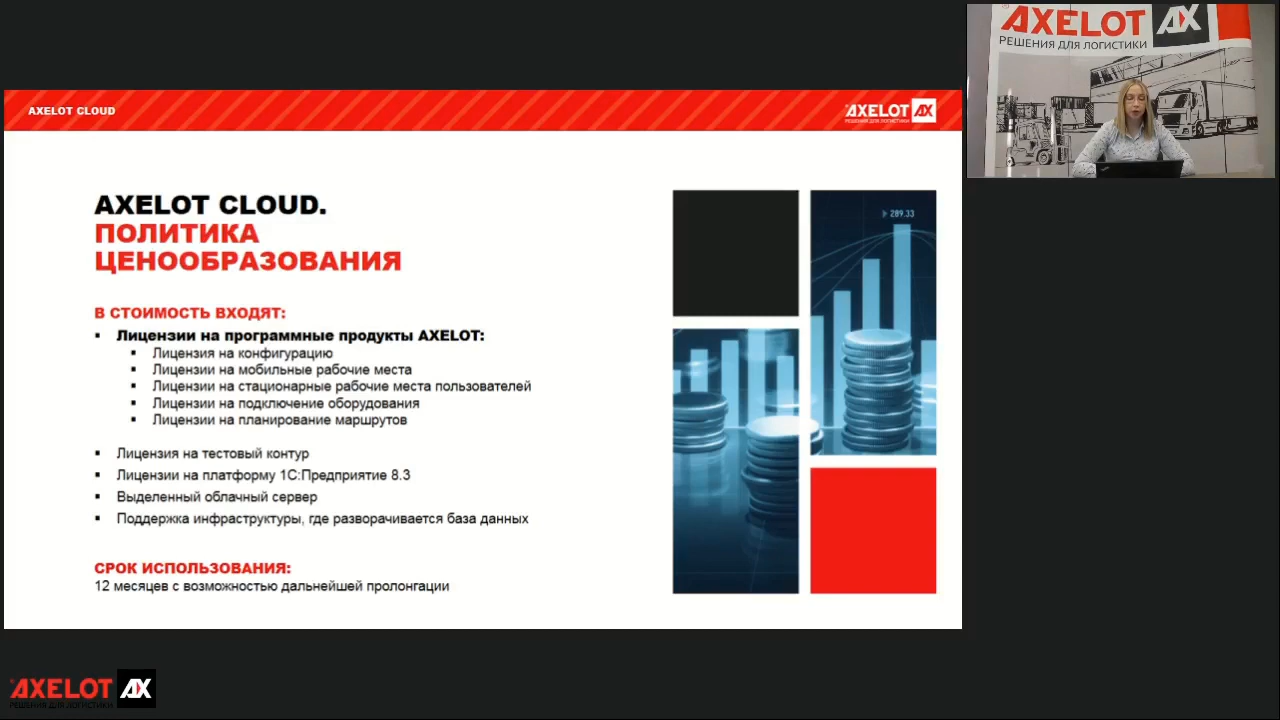 AXELOT AX
РЕШЕНИЯ ДЛЯ ЛОГИСТИКИ
AXELOT CLOUD
AXELOT AX
РЕШЕНИЯ ДЛЯ ЛОГИСТИКИ
AXELOT CLOUD.
ПОЛИТИКА
ЦЕНООБРАЗОВАНИЯ
289.33
В СТОИМОСТЬ ВХОДЯТ:
▪ Лицензии на программные продукты AXELOT:
▪ Лицензия на конфигурацию
▪ Лицензии на мобильные рабочие места
▪ Лицензии на стационарные рабочие места пользователей
▪ Лицензии на подключение оборудования
▪ Лицензии на планирование маршрутов
▪ Лицензия на тестовый контур
▪ Лицензии на платформу 1С:Предприятие 8.3
▪ Выделенный облачный сервер
▪ Поддержка инфраструктуры, где разворачивается база данных
СРОК ИСПОЛЬЗОВАНИЯ:
12 месяцев с возможностью дальнейшей пролонгации
AXELOT AX
РЕШЕНИЯ ДЛЯ ЛОГИСТИКИ